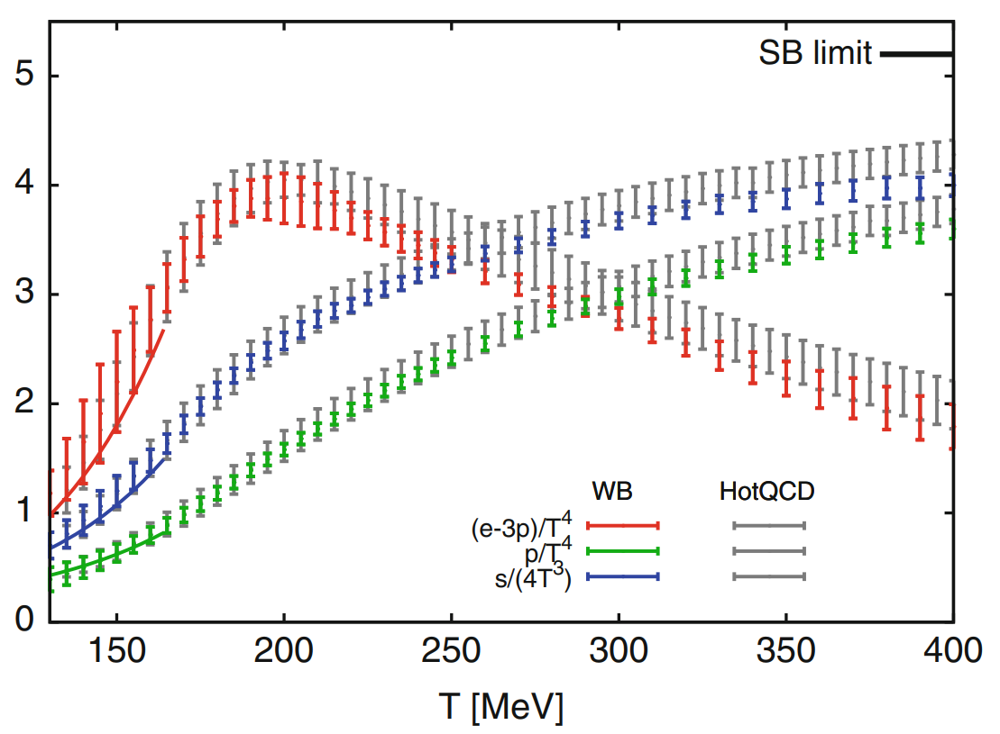 SB limit
5
4
3
2
1
0
WB HotQCD
(e-3p)/T⁴
p/T⁴
s/(4T³)
150 200 250 300 350 400
T [MeV]